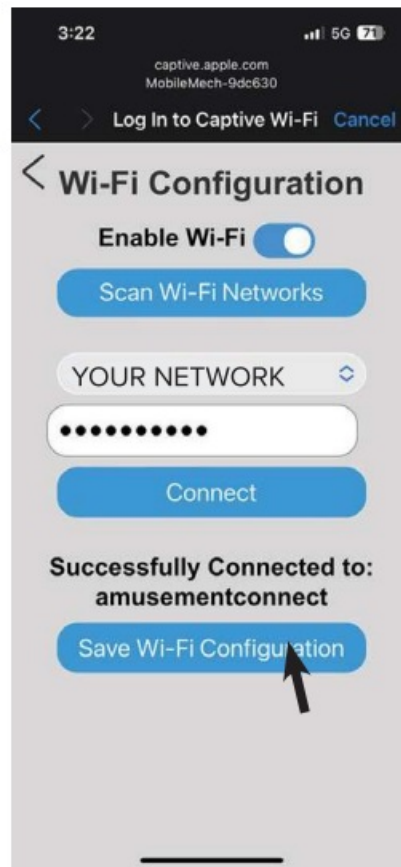 3:22
5G 71
captive.apple.com
MobileMech-9dc630
Log In to Captive Wi-Fi Cancel
Wi-Fi Configuration
Enable Wi-Fi
Scan Wi-Fi Networks
YOUR NETWORK
••••••••••
Connect
Successfully Connected to:
amusementconnect
Save Wi-Fi Configuration